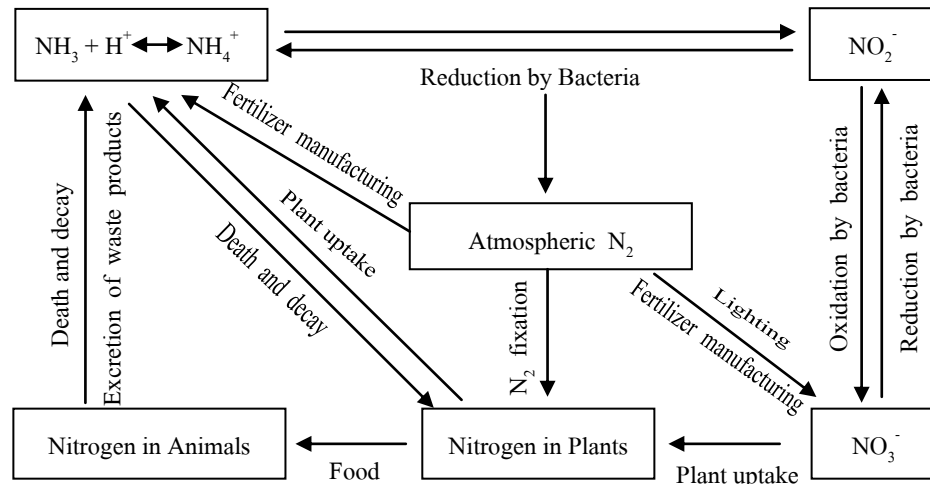 NH₃ + H⁺ ↔ NH₄⁺
NO₂⁻
Reduction by Bacteria
Fertilizer manufacturing
Atmospheric N₂
Plant uptake
Death and decay
Death and decay
Excretion of waste products
N₂ fixation
Lighting
Fertilizer manufacturing
Oxidation by bacteria
Reduction by bacteria
Nitrogen in Animals
Food
Nitrogen in Plants
Plant uptake
NO₃⁻